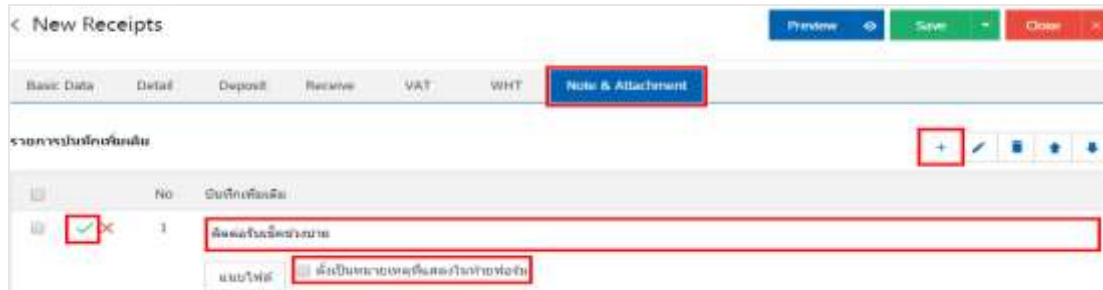 < New Receipts
Preview Save Close
Basic Data Detail Deposit Receive VAT WHT Note & Attachment
รายการบันทึกเพิ่มเติม
No บันทึกเพิ่มเติม
1 ติดต่อรับเช็คช่วงบ่าย
แนบไฟล์ ตั้งเป็นหมายเหตุที่แสดงในท้ายฟอร์ม